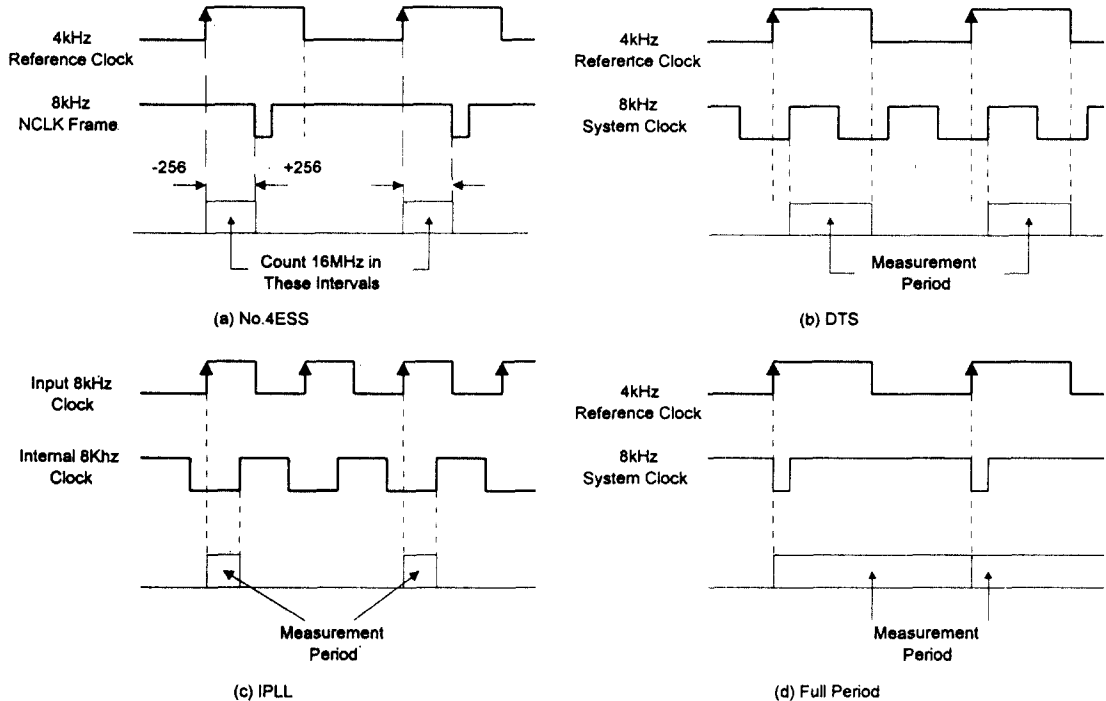 4kHz
Reference Clock
8kHz
NCLK Frame
-256
+256
Count 16MHz in
These Intervals
(a) No.4ESS
4kHz
Reference Clock
8kHz
System Clock
Measurement
Period
(b) DTS
Input 8kHz
Clock
Internal 8Khz
Clock
Measurement
Period
(c) IPLL
4kHz
Reference Clock
8kHz
System Clock
Measurement
Period
(d) Full Period